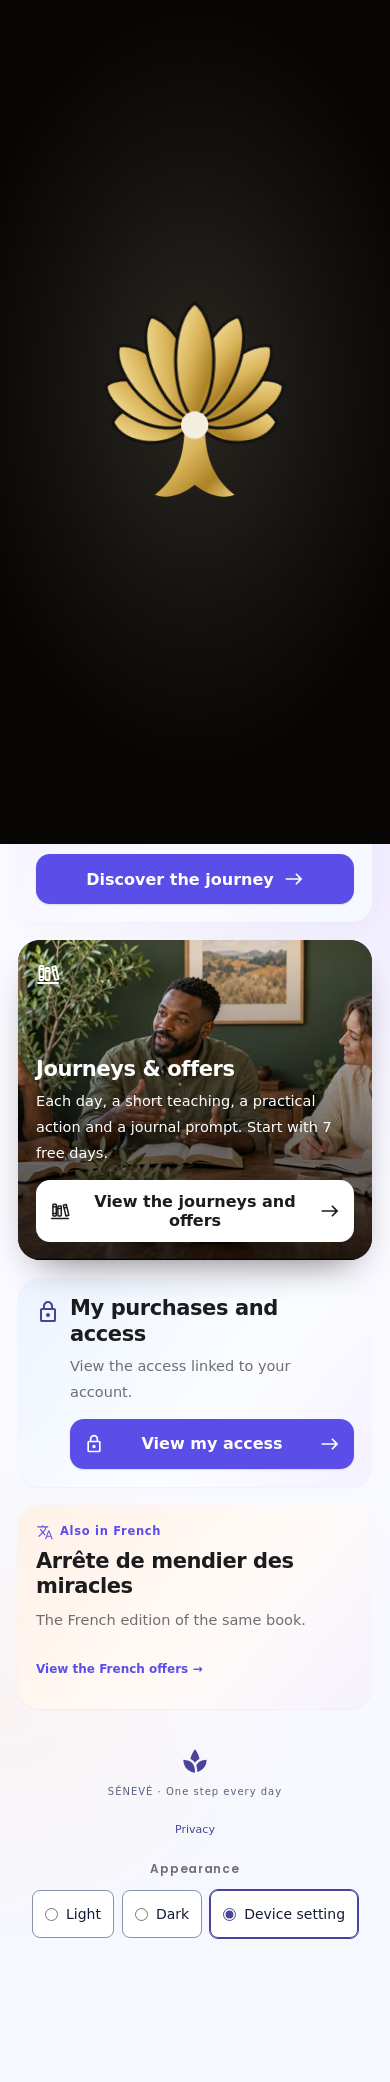 Discover the journey →
Journeys & offers
Each day, a short teaching, a practical
action and a journal prompt. Start with 7
free days.
View the journeys and
offers →
My purchases and
access
View the access linked to your
account.
View my access →
Also in French
Arrête de mendier des
miracles
The French edition of the same book.
View the French offers →
SÉNEVÉ · One step every day
Privacy
Appearance
Light
Dark
Device setting